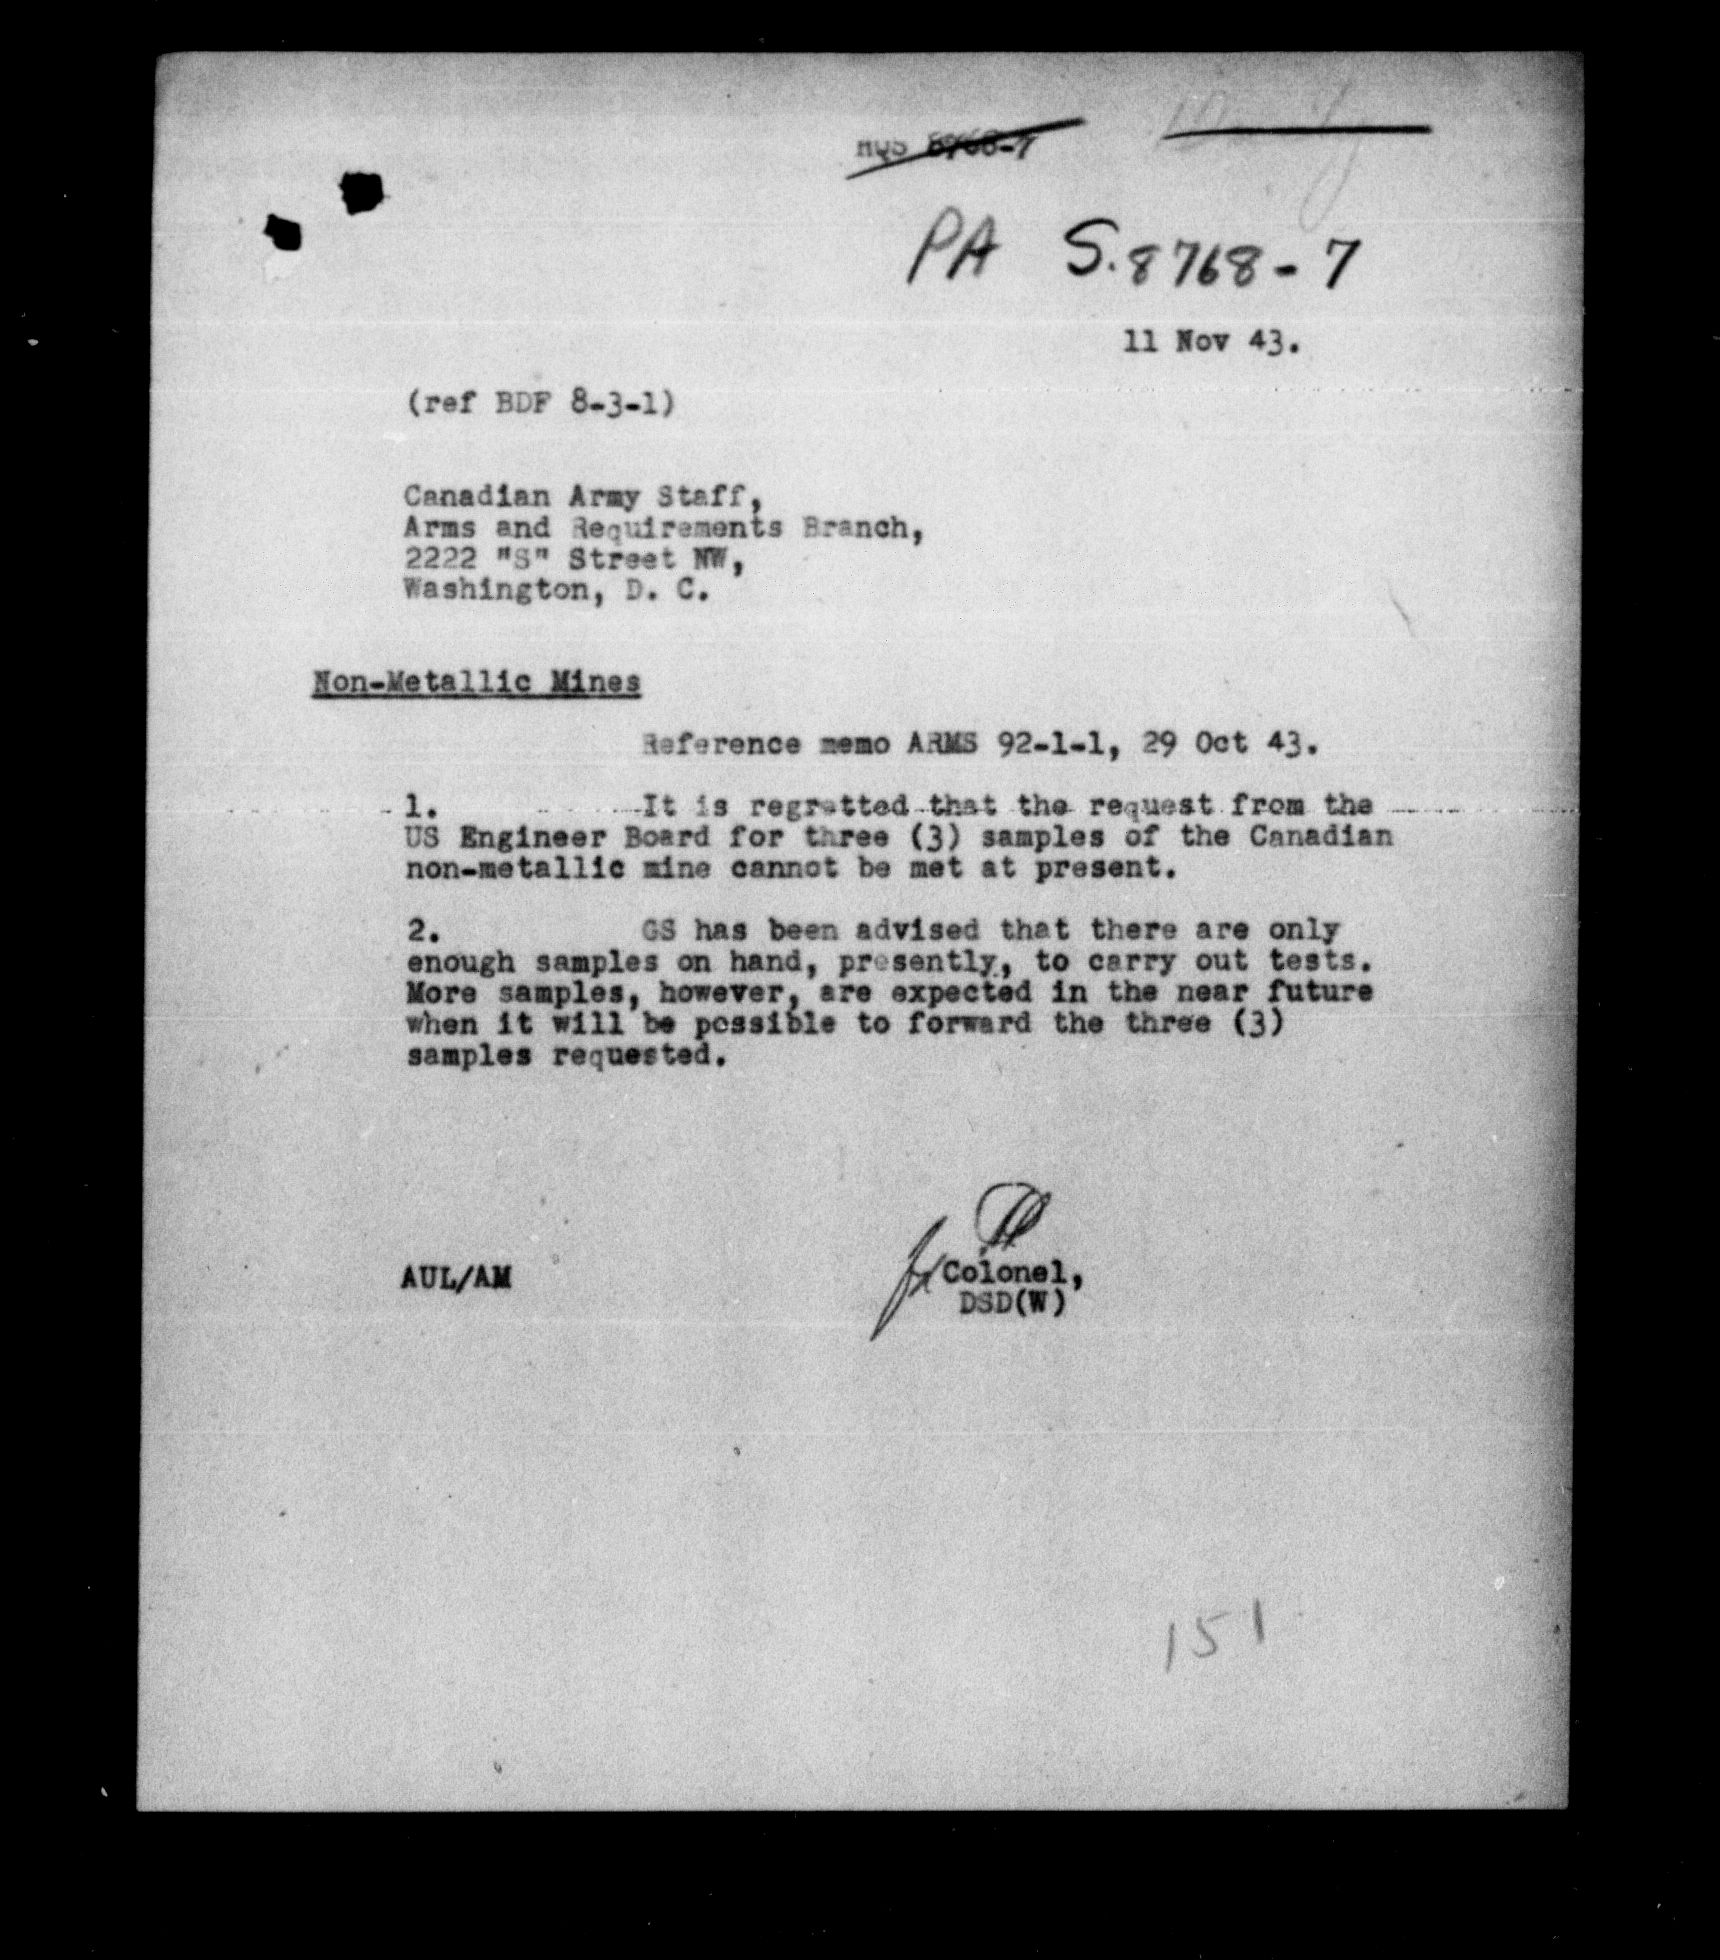 HQS 8768-7
PA S. 8768-7
11 Nov 43.
(ref BDF 8-3-1)
Canadian Army Staff,
Arms and Requirements Branch,
2222 "S" Street NW,
Washington, D. C.
Non-Metallic Mines
Reference memo ARMS 92-1-1, 29 Oct 43.
1. It is regretted that the request from the
US Engineer Board for three (3) samples of the Canadian
non-metallic mine cannot be met at present.
2. GS has been advised that there are only
enough samples on hand, presently, to carry out tests.
More samples, however, are expected in the near future
when it will be possible to forward the three (3)
samples requested.
AUL/AM
Colonel,
DSD(W)
151